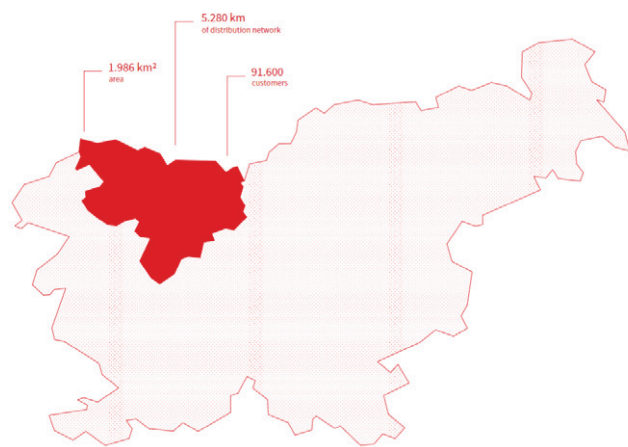 5.280 km
of distribution network
1.986 km²
area
91.600
customers